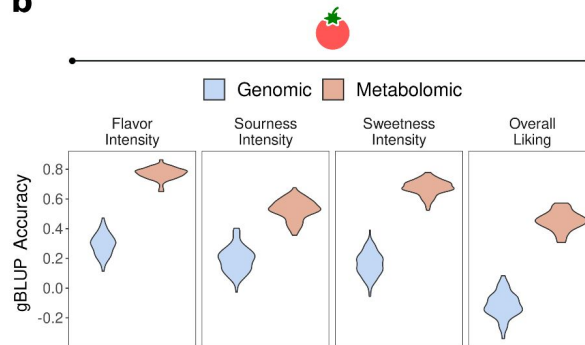 b
Genomic Metabolomic
Flavor Intensity
Sourness Intensity
Sweetness Intensity
Overall Liking
gBLUP Accuracy
0.8
0.6
0.4
0.2
0.0
-0.2